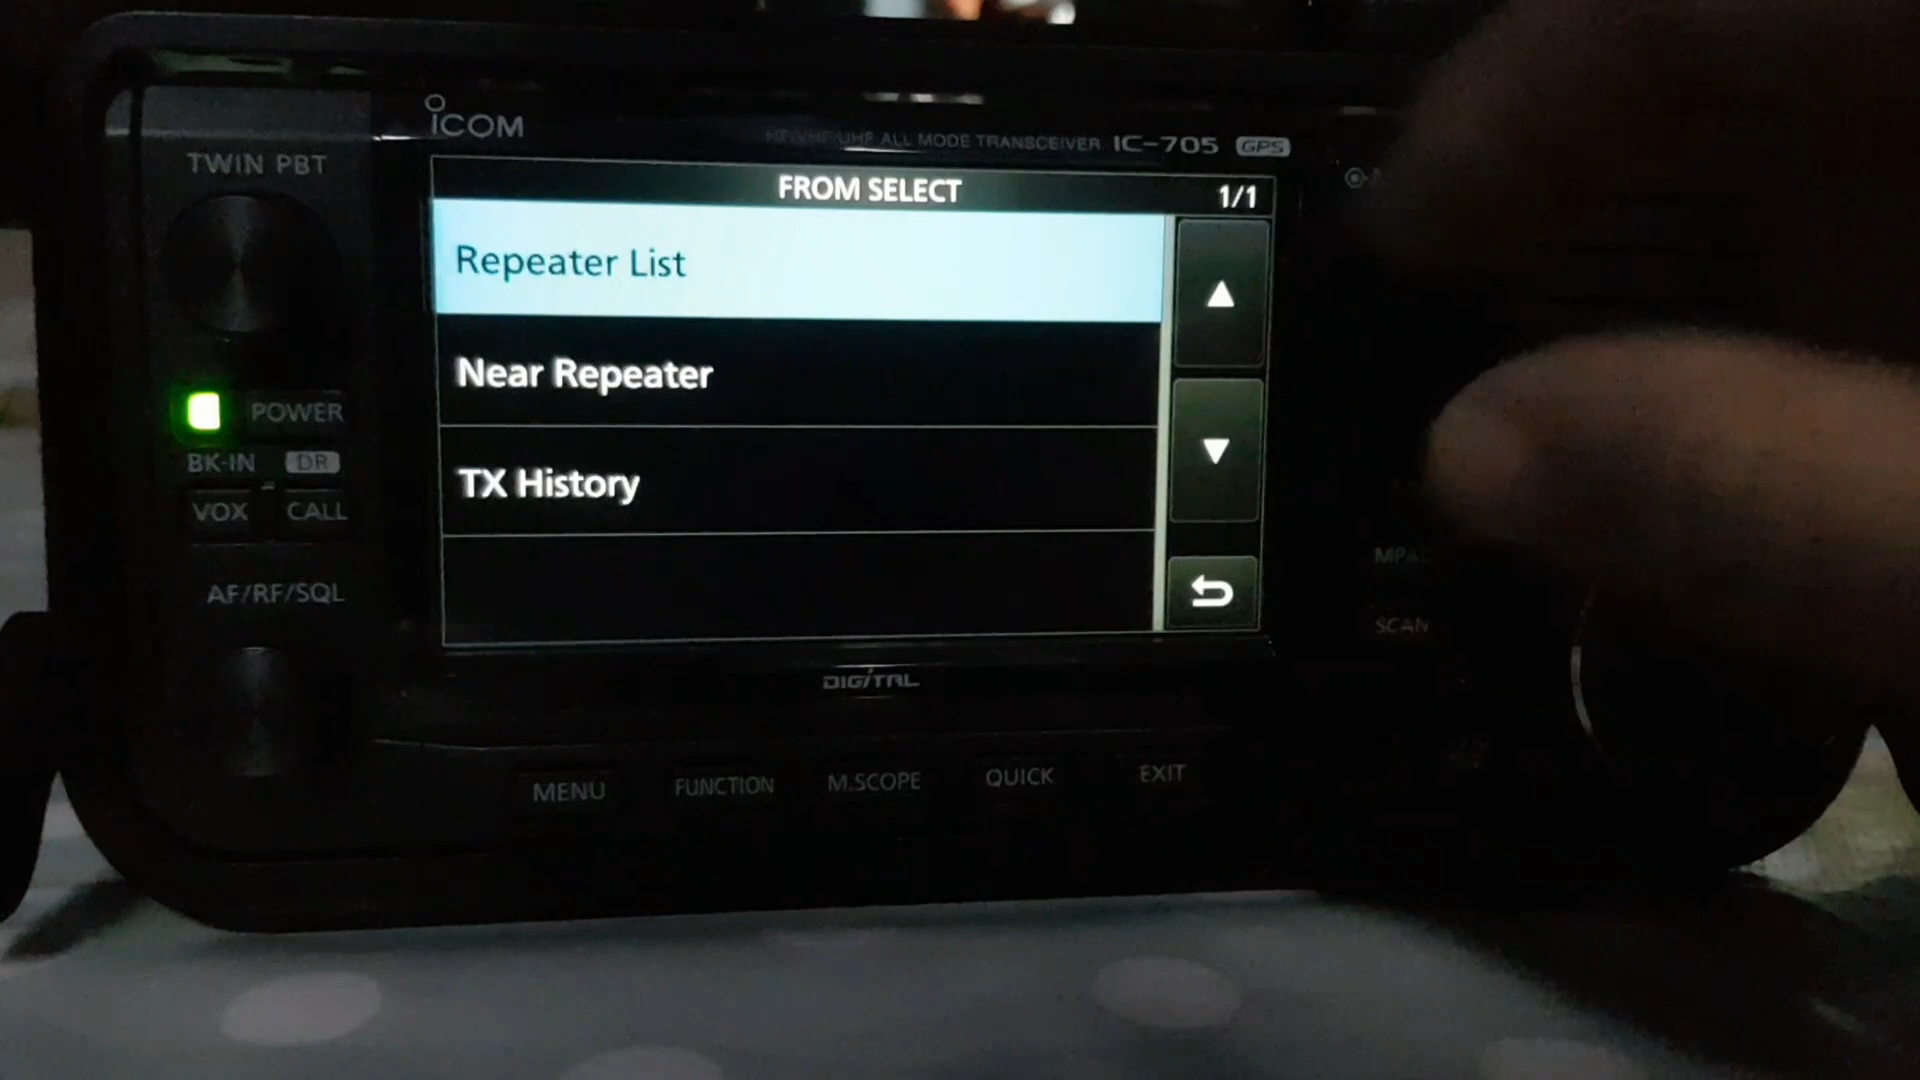 ICOM
HF/VHF/UHF ALL MODE TRANSCEIVER IC-705 GPS
TWIN PBT
FROM SELECT 1/1
Repeater List
Near Repeater
TX History
POWER
BK-IN DR
VOX CALL
AF/RF/SQL
SCAN
DIGITAL
MENU FUNCTION M.SCOPE QUICK EXIT